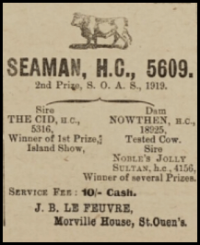 SEAMAN, H.C., 5609.
2nd Prize, S. O. A. S., 1919.
Sire
THE CID, H.C.,
5316,
Winner of 1st Prize,
Island Show,
Dam
NOWTHEN, H.C.,
18925,
Tested Cow.
Sire
NOBLE'S JOLLY
SULTAN, H.C., 4156,
Winner of several Prizes.
SERVICE FEE: 10/- Cash.
J. B. LE FEUVRE,
Morville House, St. Ouen's.